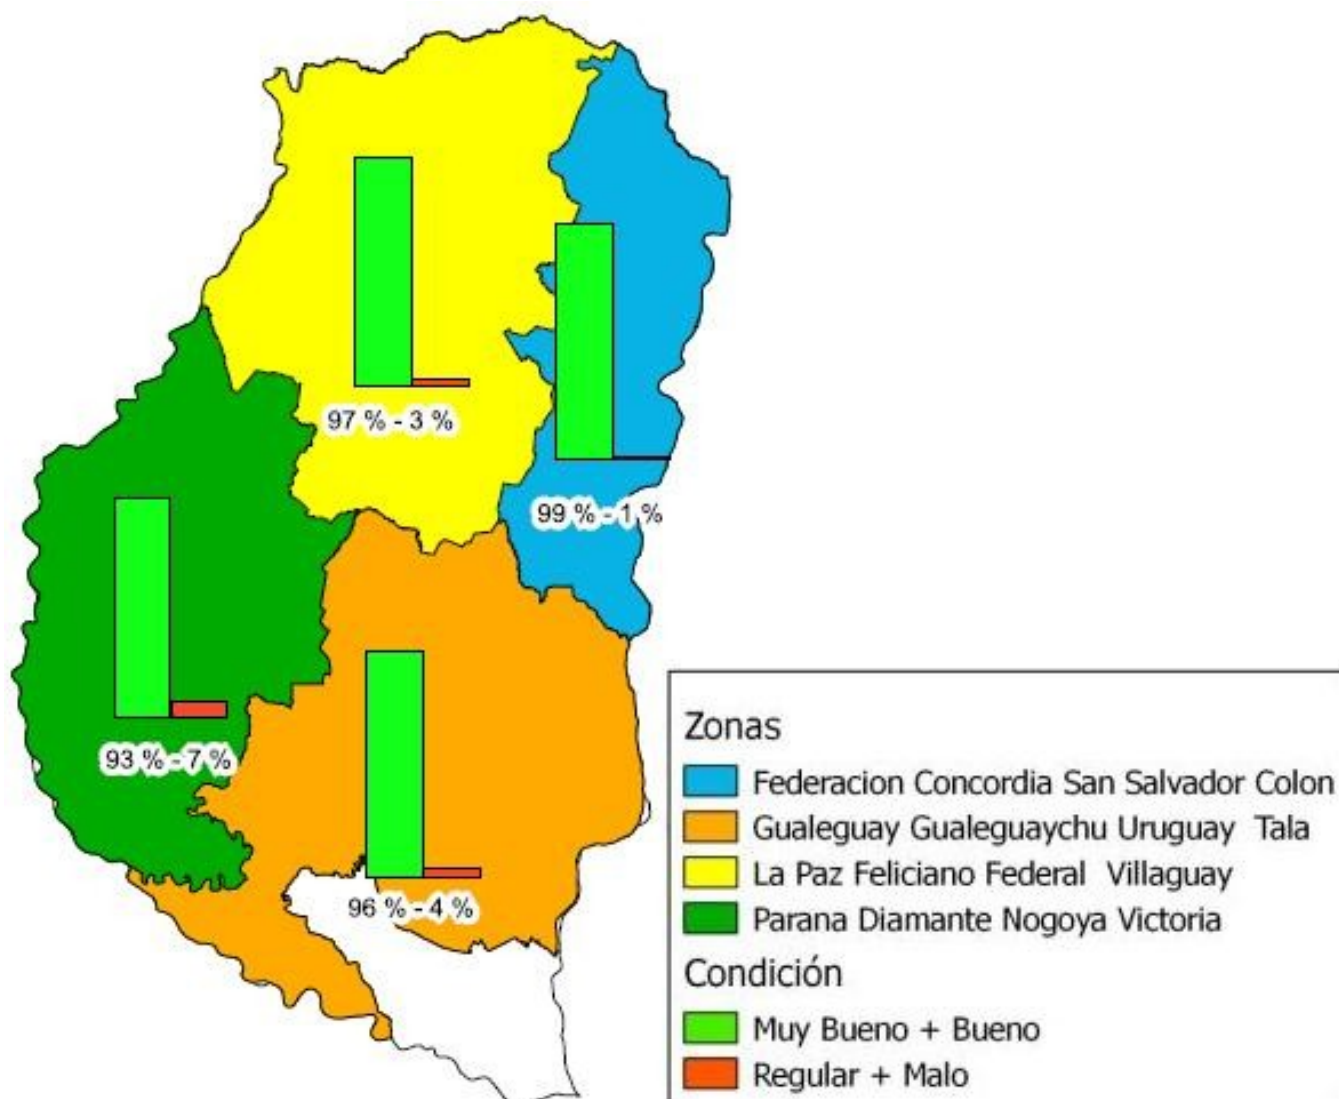 97 % - 3 %
99 % - 1 %
93 % - 7 %
96 % - 4 %
Zonas
Federacion Concordia San Salvador Colon
Gualeguay Gualeguaychu Uruguay Tala
La Paz Feliciano Federal Villaguay
Parana Diamante Nogoya Victoria
Condición
Muy Bueno + Bueno
Regular + Malo